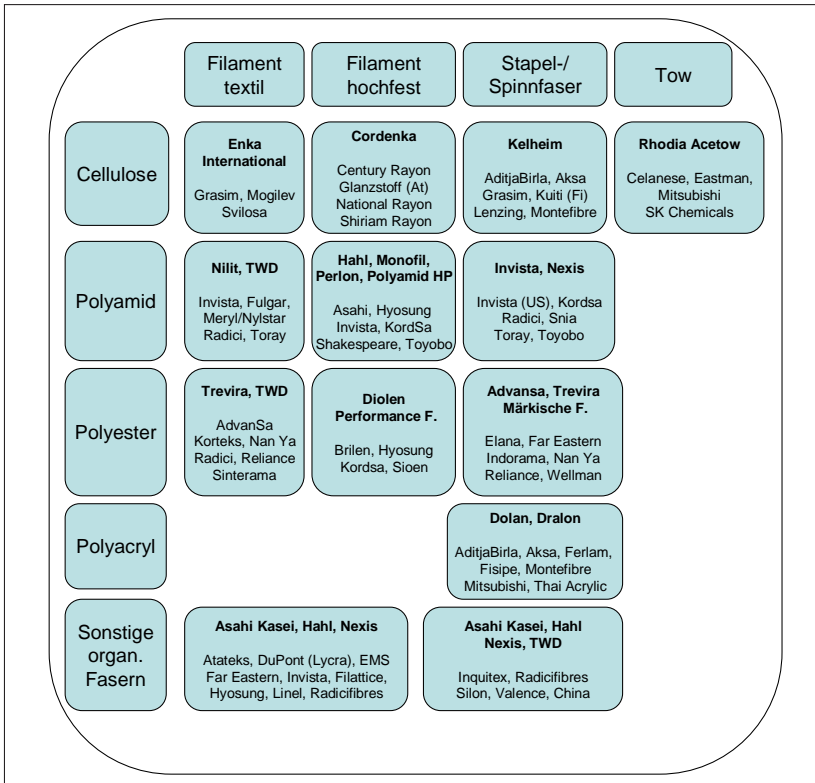 Filament
textil
Filament
hochfest
Stapel-/
Spinnfaser
Tow
Cellulose
Enka
International
Grasim, Mogilev
Svilosa
Cordenka
Century Rayon
Glanzstoff (At)
National Rayon
Shiriam Rayon
Kelheim
AditjaBirla, Aksa
Grasim, Kuiti (Fi)
Lenzing, Montefibre
Rhodia Acetow
Celanese, Eastman,
Mitsubishi
SK Chemicals
Polyamid
Nilit, TWD
Invista, Fulgar,
Meryl/Nylstar
Radici, Toray
Hahl, Monofil,
Perlon, Polyamid HP
Asahi, Hyosung
Invista, KordSa
Shakespeare, Toyobo
Invista, Nexis
Invista (US), Kordsa
Radici, Snia
Toray, Toyobo
Polyester
Trevira, TWD
AdvanSa
Korteks, Nan Ya
Radici, Reliance
Sinterama
Diolen
Performance F.
Brilen, Hyosung
Kordsa, Sioen
Advansa, Trevira
Märkische F.
Elana, Far Eastern
Indorama, Nan Ya
Reliance, Wellman
Polyacryl
Dolan, Dralon
AditjaBirla, Aksa, Ferlam,
Fisipe, Montefibre
Mitsubishi, Thai Acrylic
Sonstige
organ.
Fasern
Asahi Kasei, Hahl, Nexis
Atateks, DuPont (Lycra), EMS
Far Eastern, Invista, Filattice,
Hyosung, Linel, Radicifibres
Asahi Kasei, Hahl
Nexis, TWD
Inquitex, Radicifibres
Silon, Valence, China